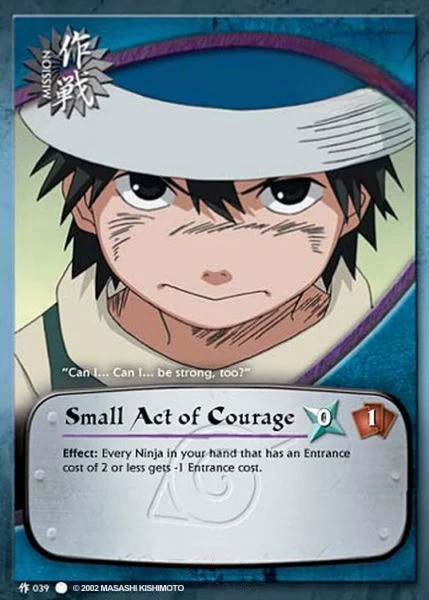 MISSION
作戦
"Can I... Can I... be strong, too?"
Small Act of Courage 0 1
Effect: Every Ninja in your hand that has an Entrance
cost of 2 or less gets -1 Entrance cost.
作 039 © 2002 MASASHI KISHIMOTO